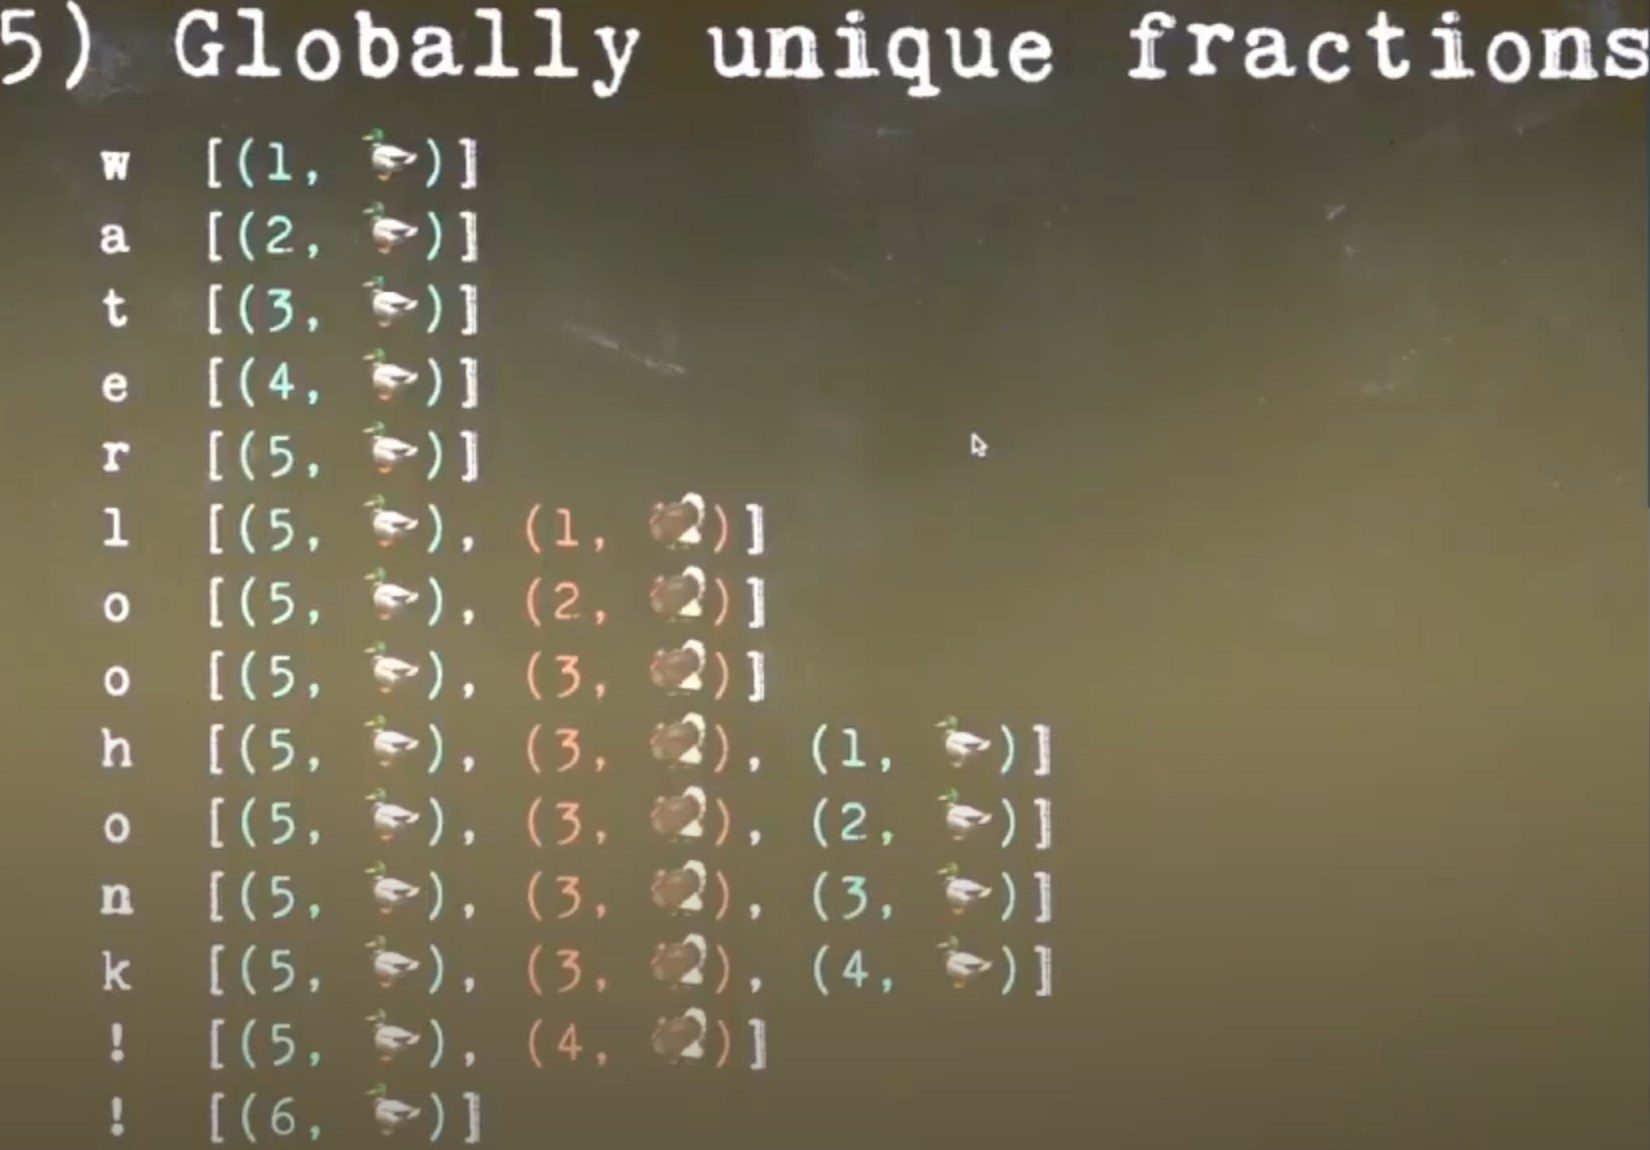 5) Globally unique fractions
w [(1, 🦆)]
a [(2, 🦆)]
t [(3, 🦆)]
e [(4, 🦆)]
r [(5, 🦆)]
l [(5, 🦆), (1, 🦃)]
o [(5, 🦆), (2, 🦃)]
o [(5, 🦆), (3, 🦃)]
h [(5, 🦆), (3, 🦃), (1, 🦆)]
o [(5, 🦆), (3, 🦃), (2, 🦆)]
n [(5, 🦆), (3, 🦃), (3, 🦆)]
k [(5, 🦆), (3, 🦃), (4, 🦆)]
! [(5, 🦆), (4, 🦃)]
! [(6, 🦆)]